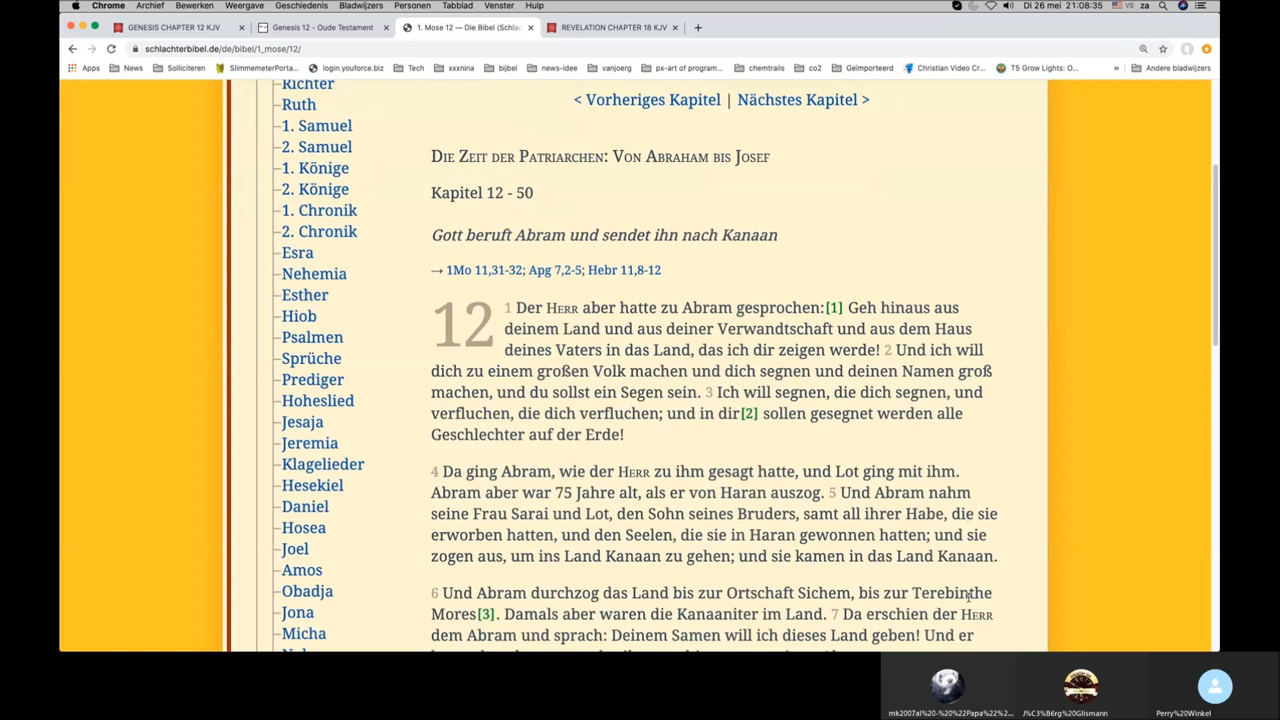 Chrome Archief Bewerken Weergave Geschiedenis Bladwijzers Personen Tabblad Venster Hulp
Di 26 mei 21:08:35 US za
GENESIS CHAPTER 12 KJV
Genesis 12 - Oude Testament
1. Mose 12 — Die Bibel (Schlac
REVELATION CHAPTER 18 KJV
schlachterbibel.de/de/bibel/1_mose/12/
Apps News Solliciteren SlimmemeterPorta... login.youforce.biz Tech xxxnina bijbel news-idee vanjoerg px-art of program... chemtrails co2 Geïmporteerd Christian Video Cr... T5 Grow Lights: O... » Andere bladwijzers
Richter
Ruth
1. Samuel
2. Samuel
1. Könige
2. Könige
1. Chronik
2. Chronik
Esra
Nehemia
Esther
Hiob
Psalmen
Sprüche
Prediger
Hoheslied
Jesaja
Jeremia
Klagelieder
Hesekiel
Daniel
Hosea
Joel
Amos
Obadja
Jona
Micha
< Vorheriges Kapitel | Nächstes Kapitel >
Die Zeit der Patriarchen: Von Abraham bis Josef
Kapitel 12 - 50
Gott beruft Abram und sendet ihn nach Kanaan
→ 1Mo 11,31-32; Apg 7,2-5; Hebr 11,8-12
12 1 Der Herr aber hatte zu Abram gesprochen:[1] Geh hinaus aus
deinem Land und aus deiner Verwandtschaft und aus dem Haus
deines Vaters in das Land, das ich dir zeigen werde! 2 Und ich will
dich zu einem großen Volk machen und dich segnen und deinen Namen groß
machen, und du sollst ein Segen sein. 3 Ich will segnen, die dich segnen, und
verfluchen, die dich verfluchen; und in dir[2] sollen gesegnet werden alle
Geschlechter auf der Erde!
4 Da ging Abram, wie der Herr zu ihm gesagt hatte, und Lot ging mit ihm.
Abram aber war 75 Jahre alt, als er von Haran auszog. 5 Und Abram nahm
seine Frau Sarai und Lot, den Sohn seines Bruders, samt all ihrer Habe, die sie
erworben hatten, und den Seelen, die sie in Haran gewonnen hatten; und sie
zogen aus, um ins Land Kanaan zu gehen; und sie kamen in das Land Kanaan.
6 Und Abram durchzog das Land bis zur Ortschaft Sichem, bis zur Terebinthe
Mores[3]. Damals aber waren die Kanaaniter im Land. 7 Da erschien der Herr
dem Abram und sprach: Deinem Samen will ich dieses Land geben! Und er
mk2007al%20-%20%22Papa%22%2...
J%C3%B6rg%20Glismann
Perry%20Winkel